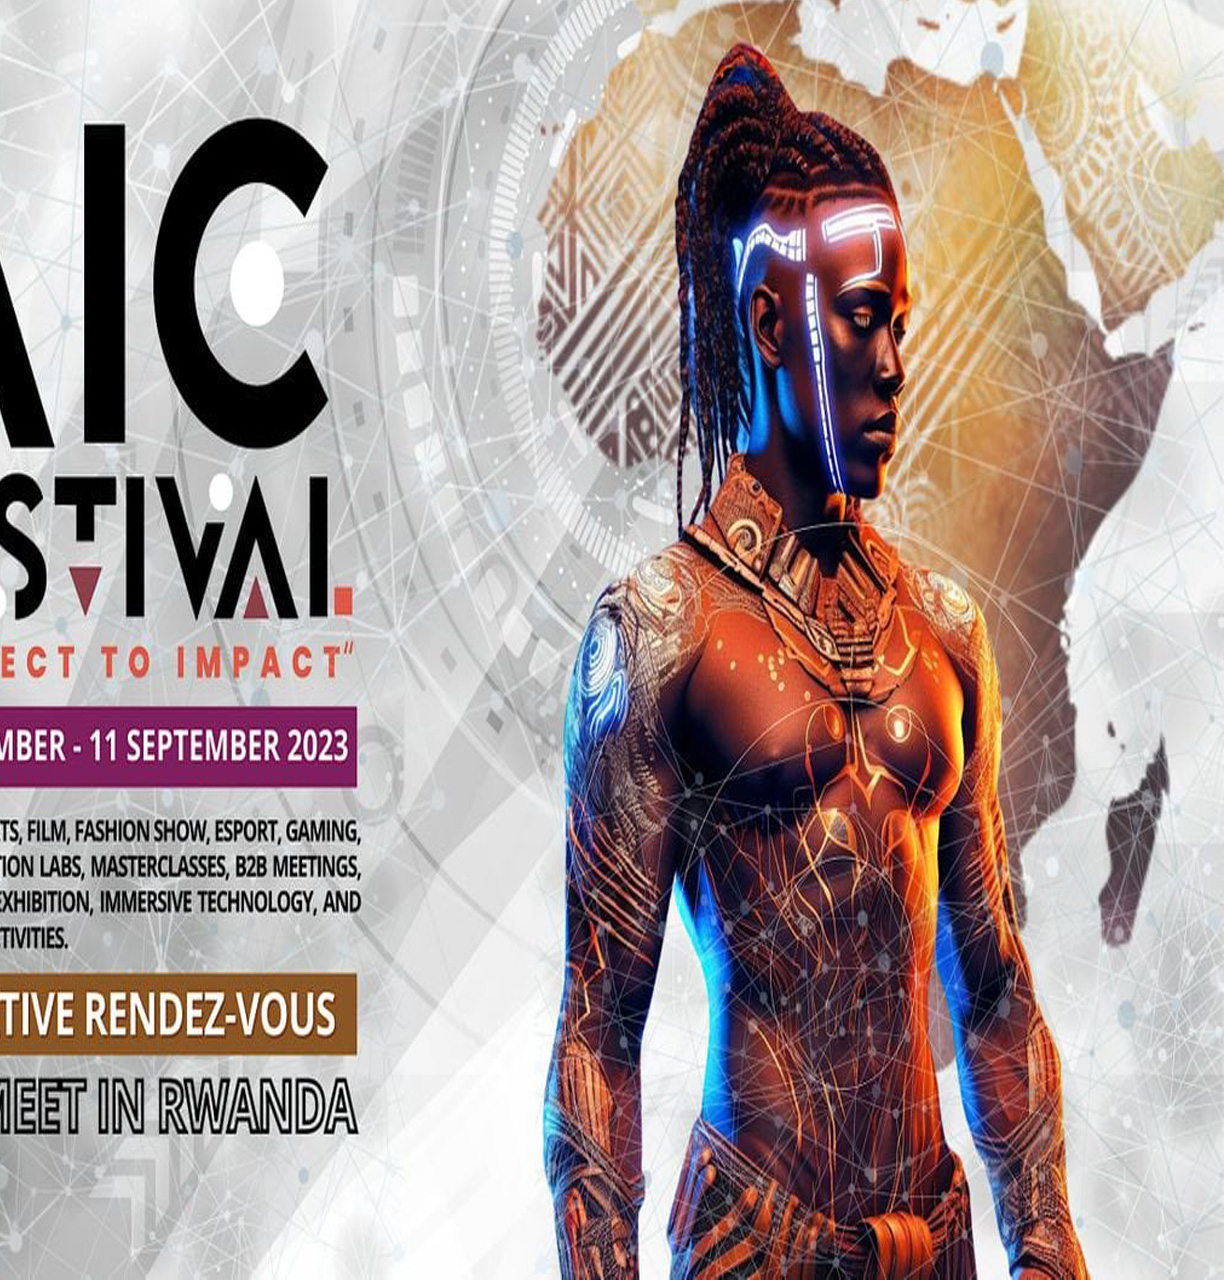 AIC
STIVAL
ECT TO IMPACT"
MBER - 11 SEPTEMBER 2023
TS, FILM, FASHION SHOW, ESPORT, GAMING,
TION LABS, MASTERCLASSES, B2B MEETINGS,
EXHIBITION, IMMERSIVE TECHNOLOGY, AND
TIVITIES.
TIVE RENDEZ-VOUS
MEET IN RWANDA